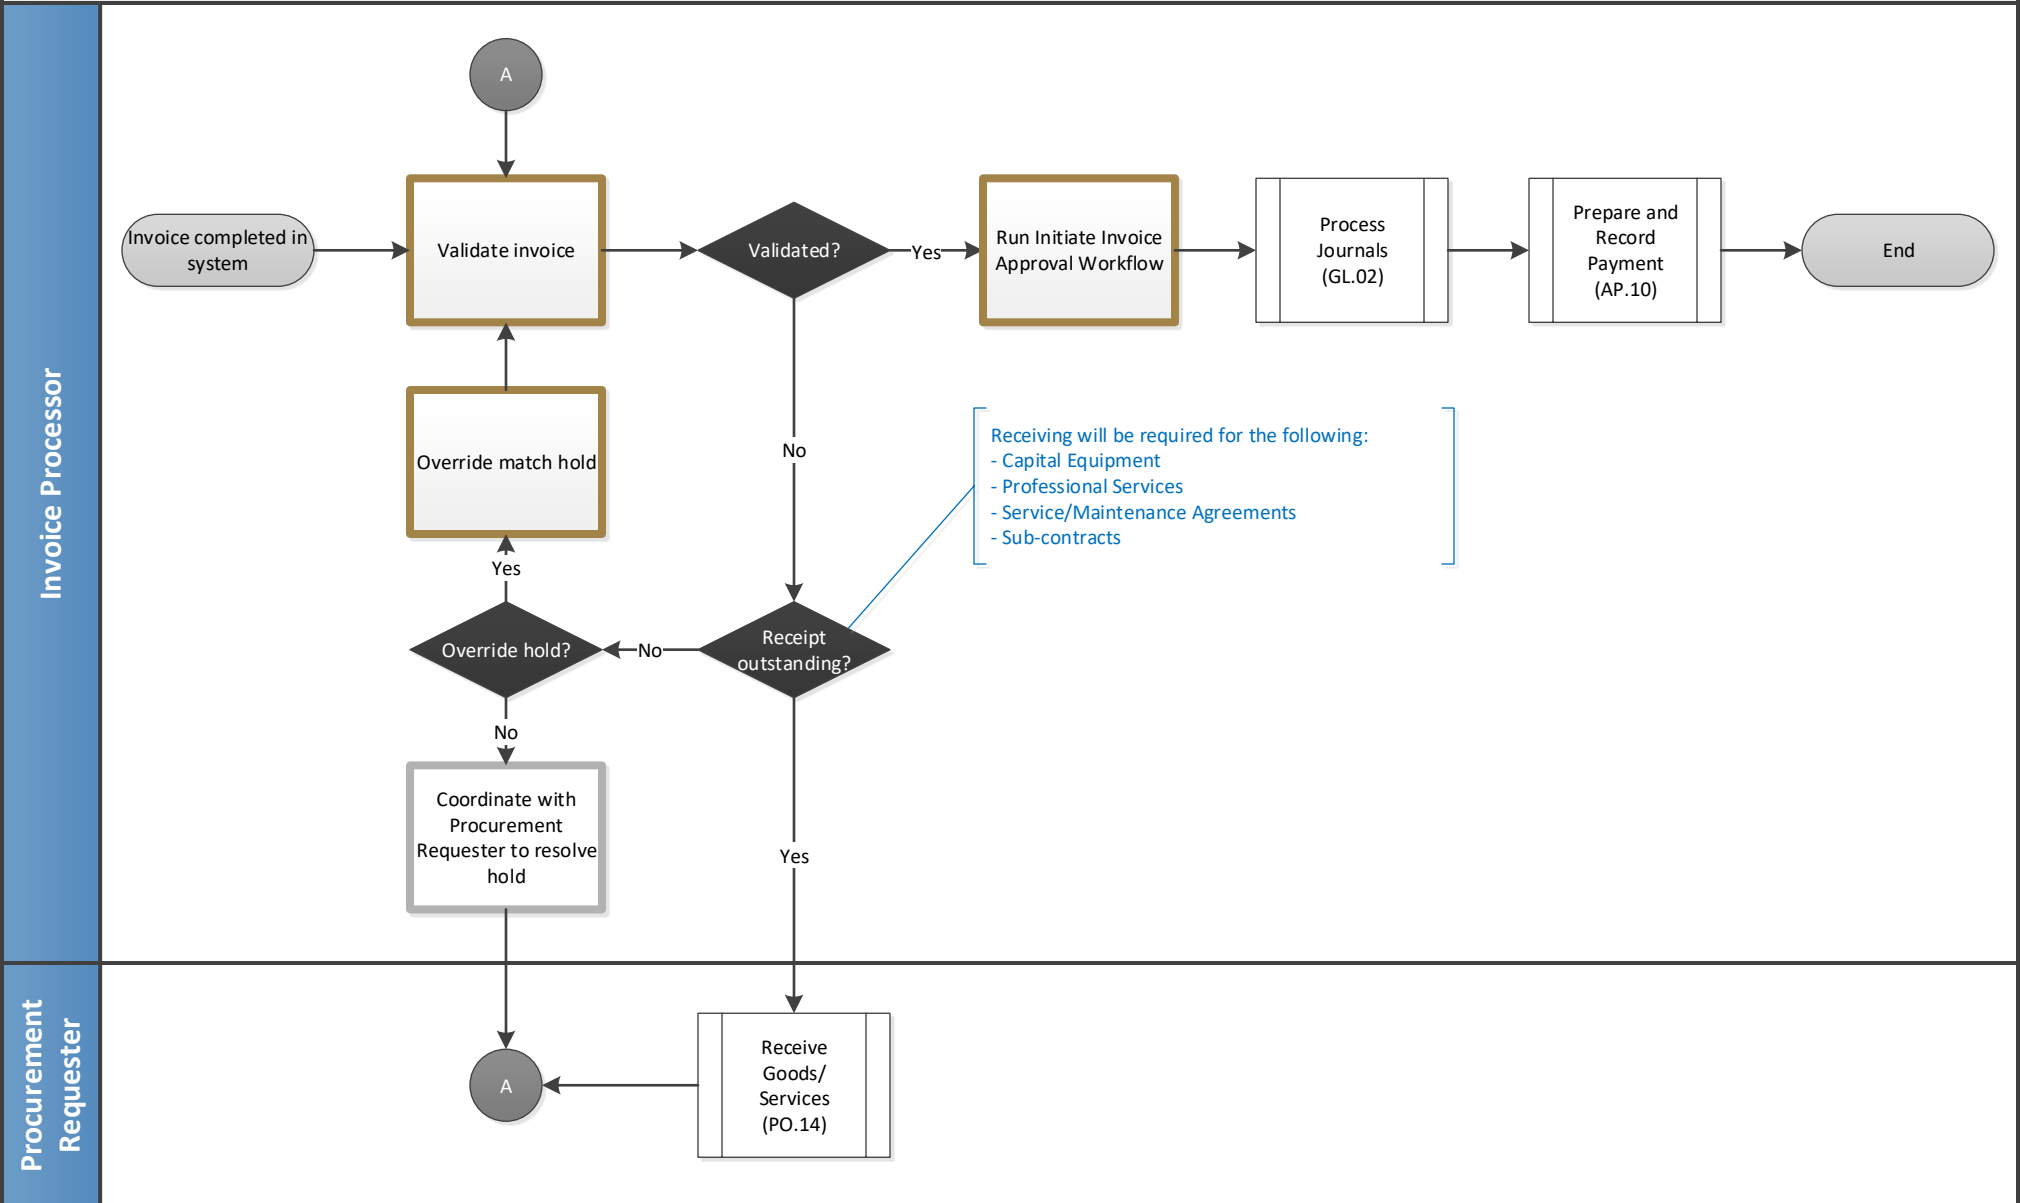 Invoice Processor
A
Invoice completed in
system
Validate invoice
Validated?
Yes
Run Initiate Invoice
Approval Workflow
Process
Journals
(GL.02)
Prepare and
Record
Payment
(AP.10)
End
Override match hold
No
Receiving will be required for the following:
- Capital Equipment
- Professional Services
- Service/Maintenance Agreements
- Sub-contracts
Yes
Override hold?
No
Receipt
outstanding?
No
Coordinate with
Procurement
Requester to resolve
hold
Yes
Procurement
Requester
A
Receive
Goods/
Services
(PO.14)